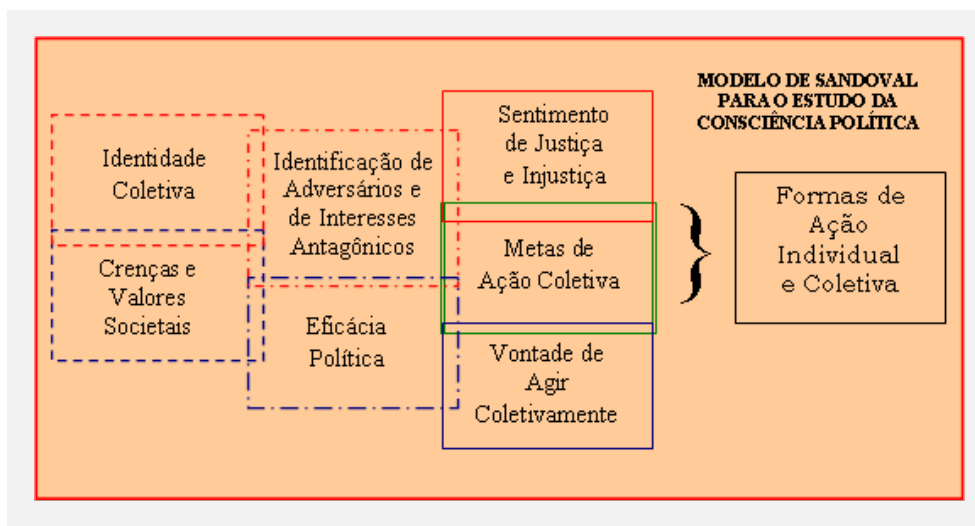 MODELO DE SANDOVAL
PARA O ESTUDO DA
CONSCIÊNCIA POLÍTICA
Identidade
Coletiva
Crenças e
Valores
Societais
Identificação de
Adversários e
de Interesses
Antagônicos
Eficácia
Política
Sentimento
de Justiça
e Injustiça
Metas de
Ação Coletiva
Vontade de
Agir
Coletivamente
Formas de
Ação
Individual
e Coletiva